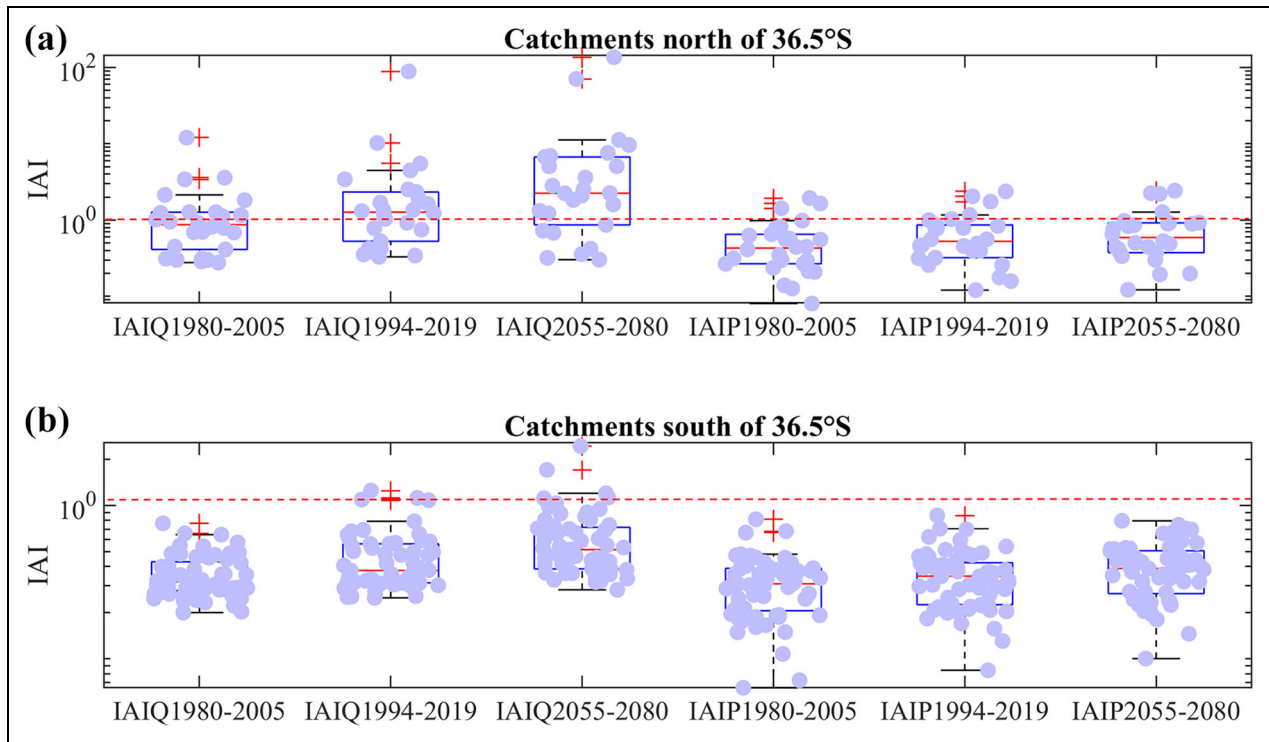 (a)
Catchments north of 36.5°S
10²
10⁰
IAI
IAIQ1980-2005 IAIQ1994-2019 IAIQ2055-2080 IAIP1980-2005 IAIP1994-2019 IAIP2055-2080
(b)
Catchments south of 36.5°S
10⁰
IAI
IAIQ1980-2005 IAIQ1994-2019 IAIQ2055-2080 IAIP1980-2005 IAIP1994-2019 IAIP2055-2080